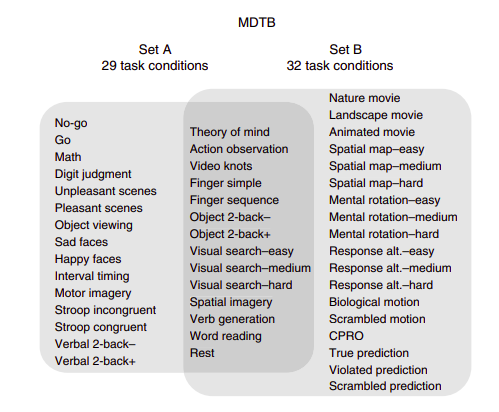 MDTB
Set A
29 task conditions
Set B
32 task conditions
No-go
Go
Math
Digit judgment
Unpleasant scenes
Pleasant scenes
Object viewing
Sad faces
Happy faces
Interval timing
Motor imagery
Stroop incongruent
Stroop congruent
Verbal 2-back–
Verbal 2-back+
Theory of mind
Action observation
Video knots
Finger simple
Finger sequence
Object 2-back–
Object 2-back+
Visual search–easy
Visual search–medium
Visual search–hard
Spatial imagery
Verb generation
Word reading
Rest
Nature movie
Landscape movie
Animated movie
Spatial map–easy
Spatial map–medium
Spatial map–hard
Mental rotation–easy
Mental rotation–medium
Mental rotation–hard
Response alt.–easy
Response alt.–medium
Response alt.–hard
Biological motion
Scrambled motion
CPRO
True prediction
Violated prediction
Scrambled prediction